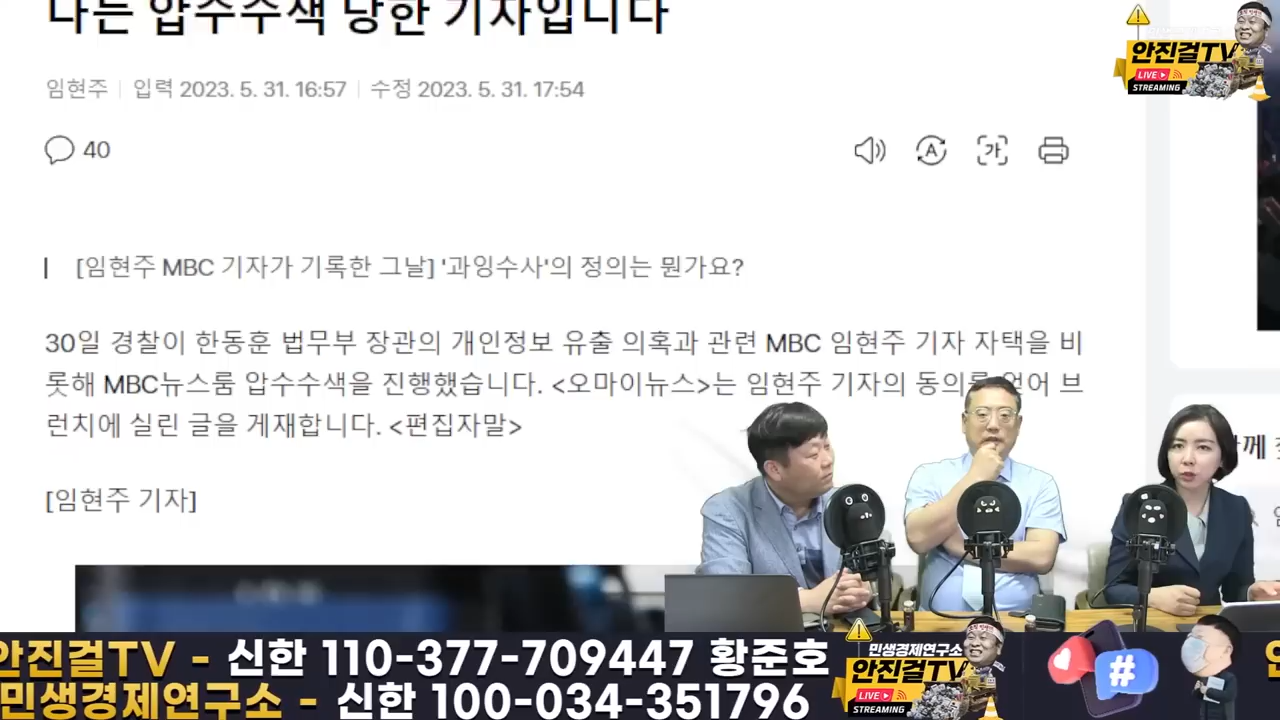 나는 압수수색 당한 기자입니다
임현주 입력 2023. 5. 31. 16:57 수정 2023. 5. 31. 17:54
40
가
[임현주 MBC 기자가 기록한 그날] '과잉수사'의 정의는 뭔가요?
30일 경찰이 한동훈 법무부 장관의 개인정보 유출 의혹과 관련 MBC 임현주 기자 자택을 비
롯해 MBC뉴스룸 압수수색을 진행했습니다. <오마이뉴스>는 임현주 기자의 동의를 얻어 브
런치에 실린 글을 게재합니다. <편집자말>
[임현주 기자]
안진걸TV
LIVE
STREAMING
안진걸TV - 신한 110-377-709447 황준호
민생경제연구소 - 신한 100-034-351796
민생경제연구소
안진걸TV
LIVE
STREAMING
#